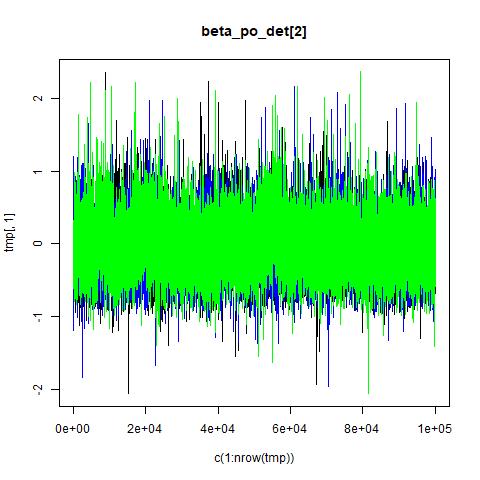 beta_po_det[2]
tmp[, 1]
2
1
0
-1
-2
0e+00
2e+04
4e+04
6e+04
8e+04
1e+05
c(1:nrow(tmp))